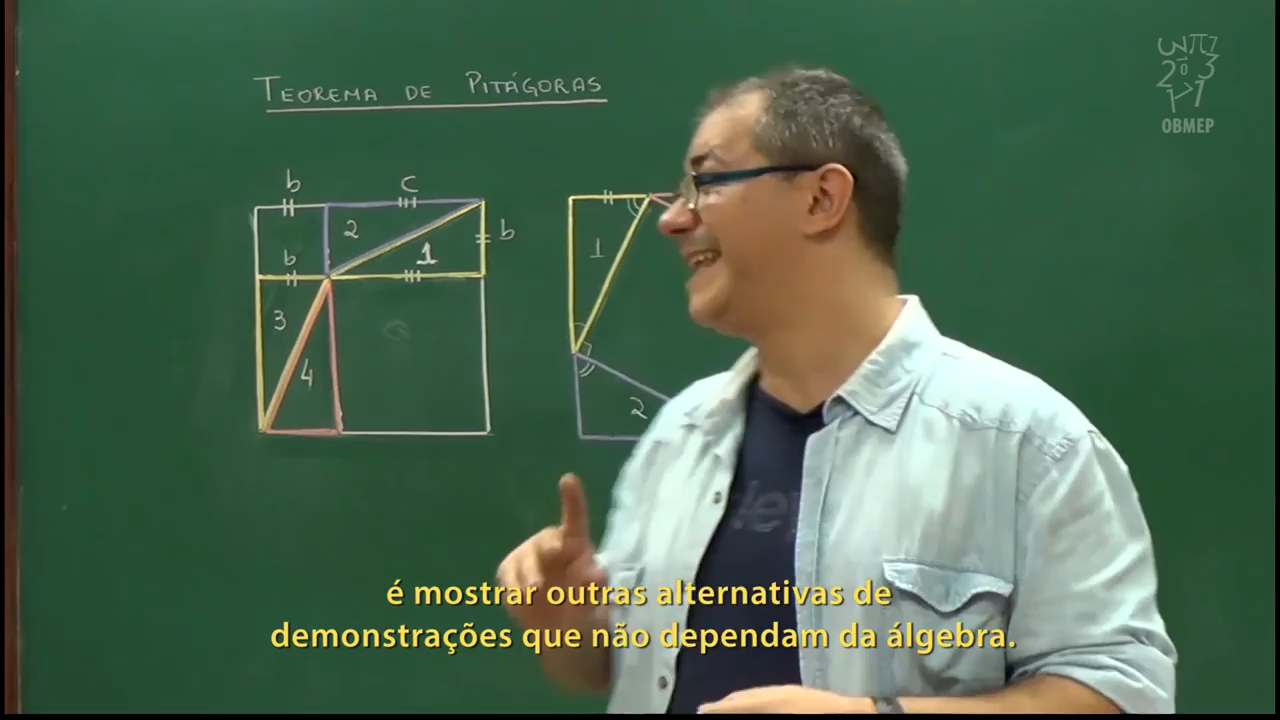 TEOREMA DE PITÁGORAS
b
c
2
1
b
b
3
4
1
2
OBMEP
é mostrar outras alternativas de
demonstrações que não dependam da álgebra.